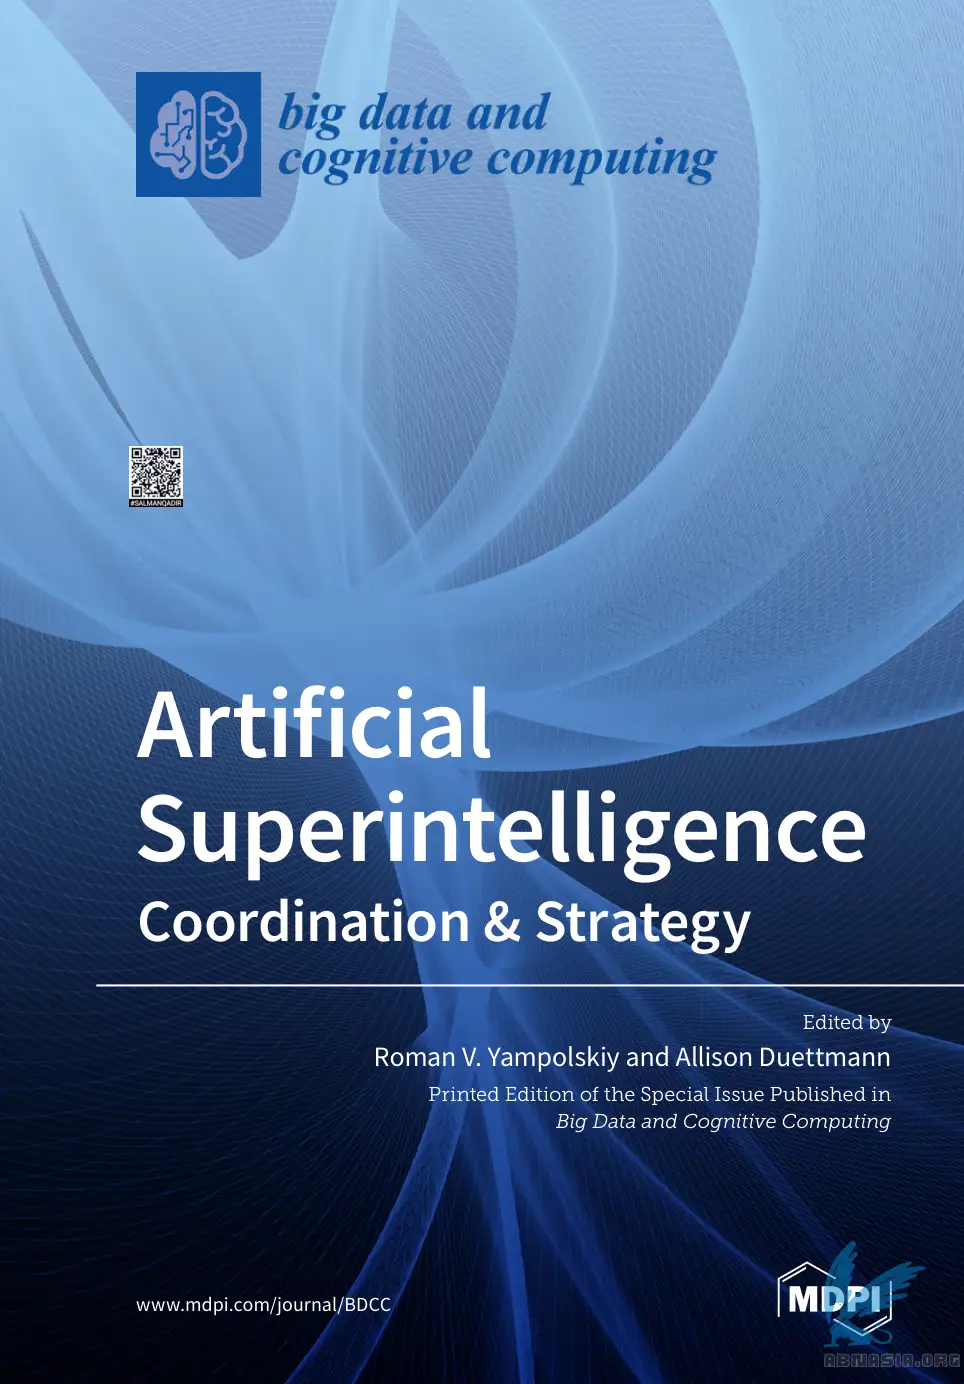 big data and
cognitive computing
#SALMANQADIR
Artificial
Superintelligence
Coordination & Strategy
Edited by
Roman V. Yampolskiy and Allison Duettmann
Printed Edition of the Special Issue Published in
Big Data and Cognitive Computing
www.mdpi.com/journal/BDCC
MDPI
ABNASIA.ORG